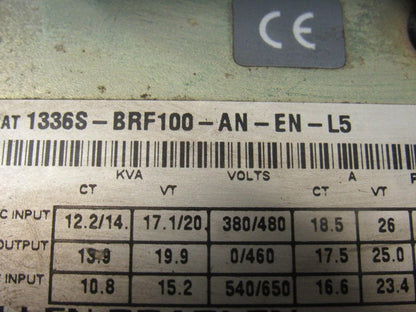 CE
AT 1336S-BRF100-AN-EN-L5
KVA VOLTS A
CT VT CT VT
C INPUT 12.2/14. 17.1/20. 380/480 18.5 26
OUTPUT 13.9 19.9 0/460 17.5 25.0
INPUT 10.8 15.2 540/650 16.6 23.4